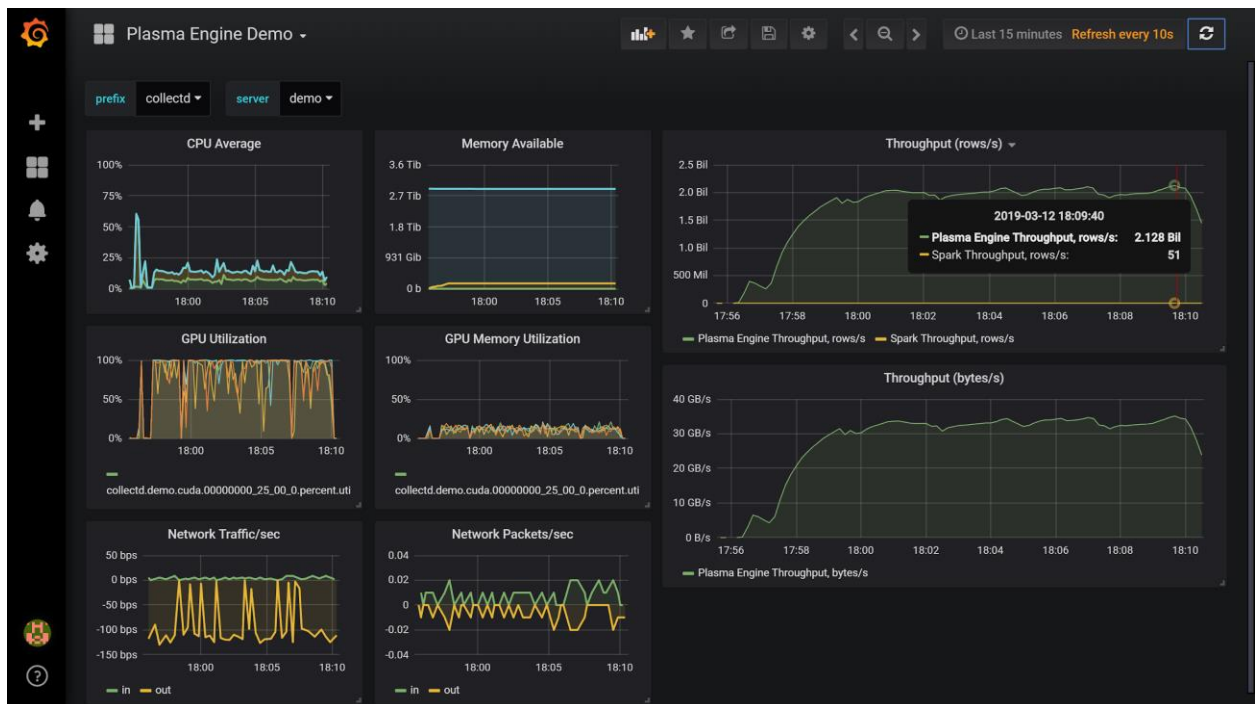 Plasma Engine Demo
Last 15 minutes Refresh every 10s
prefix collectd server demo
CPU Average
100%
75%
50%
25%
0%
18:00 18:05 18:10
Memory Available
3.6 Tib
2.7 Tib
1.8 Tib
931 Gib
0 b
18:00 18:05 18:10
Throughput (rows/s)
2.5 Bil
2.0 Bil
1.5 Bil
1.0 Bil
500 Mil
0
2019-03-12 18:09:40
Plasma Engine Throughput, rows/s: 2.128 Bil
Spark Throughput, rows/s: 51
17:56 17:58 18:00 18:02 18:04 18:06 18:08 18:10
Plasma Engine Throughput, rows/s Spark Throughput, rows/s
GPU Utilization
100%
50%
0%
18:00 18:05 18:10
collectd.demo.cuda.00000000_25_00_0.percent.uti
GPU Memory Utilization
100%
50%
0%
18:00 18:05 18:10
collectd.demo.cuda.00000000_25_00_0.percent.uti
Throughput (bytes/s)
40 GB/s
30 GB/s
20 GB/s
10 GB/s
0 B/s
17:56 17:58 18:00 18:02 18:04 18:06 18:08 18:10
Plasma Engine Throughput, bytes/s
Network Traffic/sec
50 bps
0 bps
-50 bps
-100 bps
-150 bps
18:00 18:05 18:10
in out
Network Packets/sec
0.04
0.02
0
-0.02
-0.04
18:00 18:05 18:10
in out